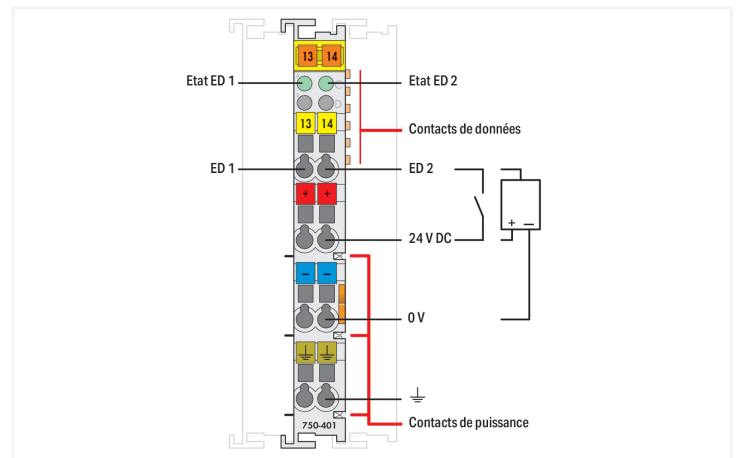 13 14
Etat ED 1
Etat ED 2
C
D
13 14
Contacts de données
ED 1
ED 2
+ +
+ −
24 V DC
− −
0 V
Contacts de puissance
750-401